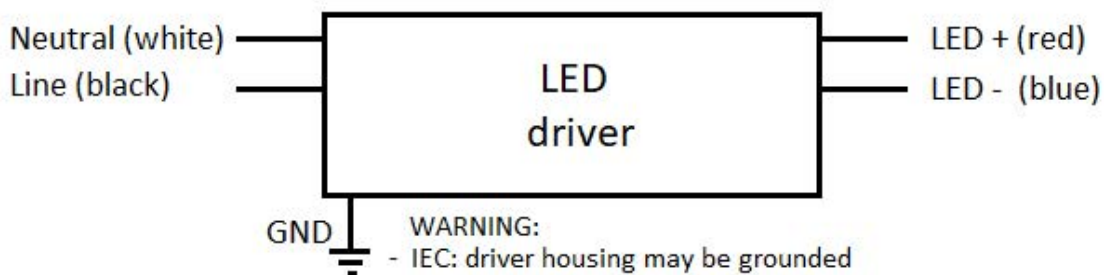 Neutral (white)
LED + (red)
Line (black)
LED
driver
LED - (blue)
GND
WARNING:
- IEC: driver housing may be grounded